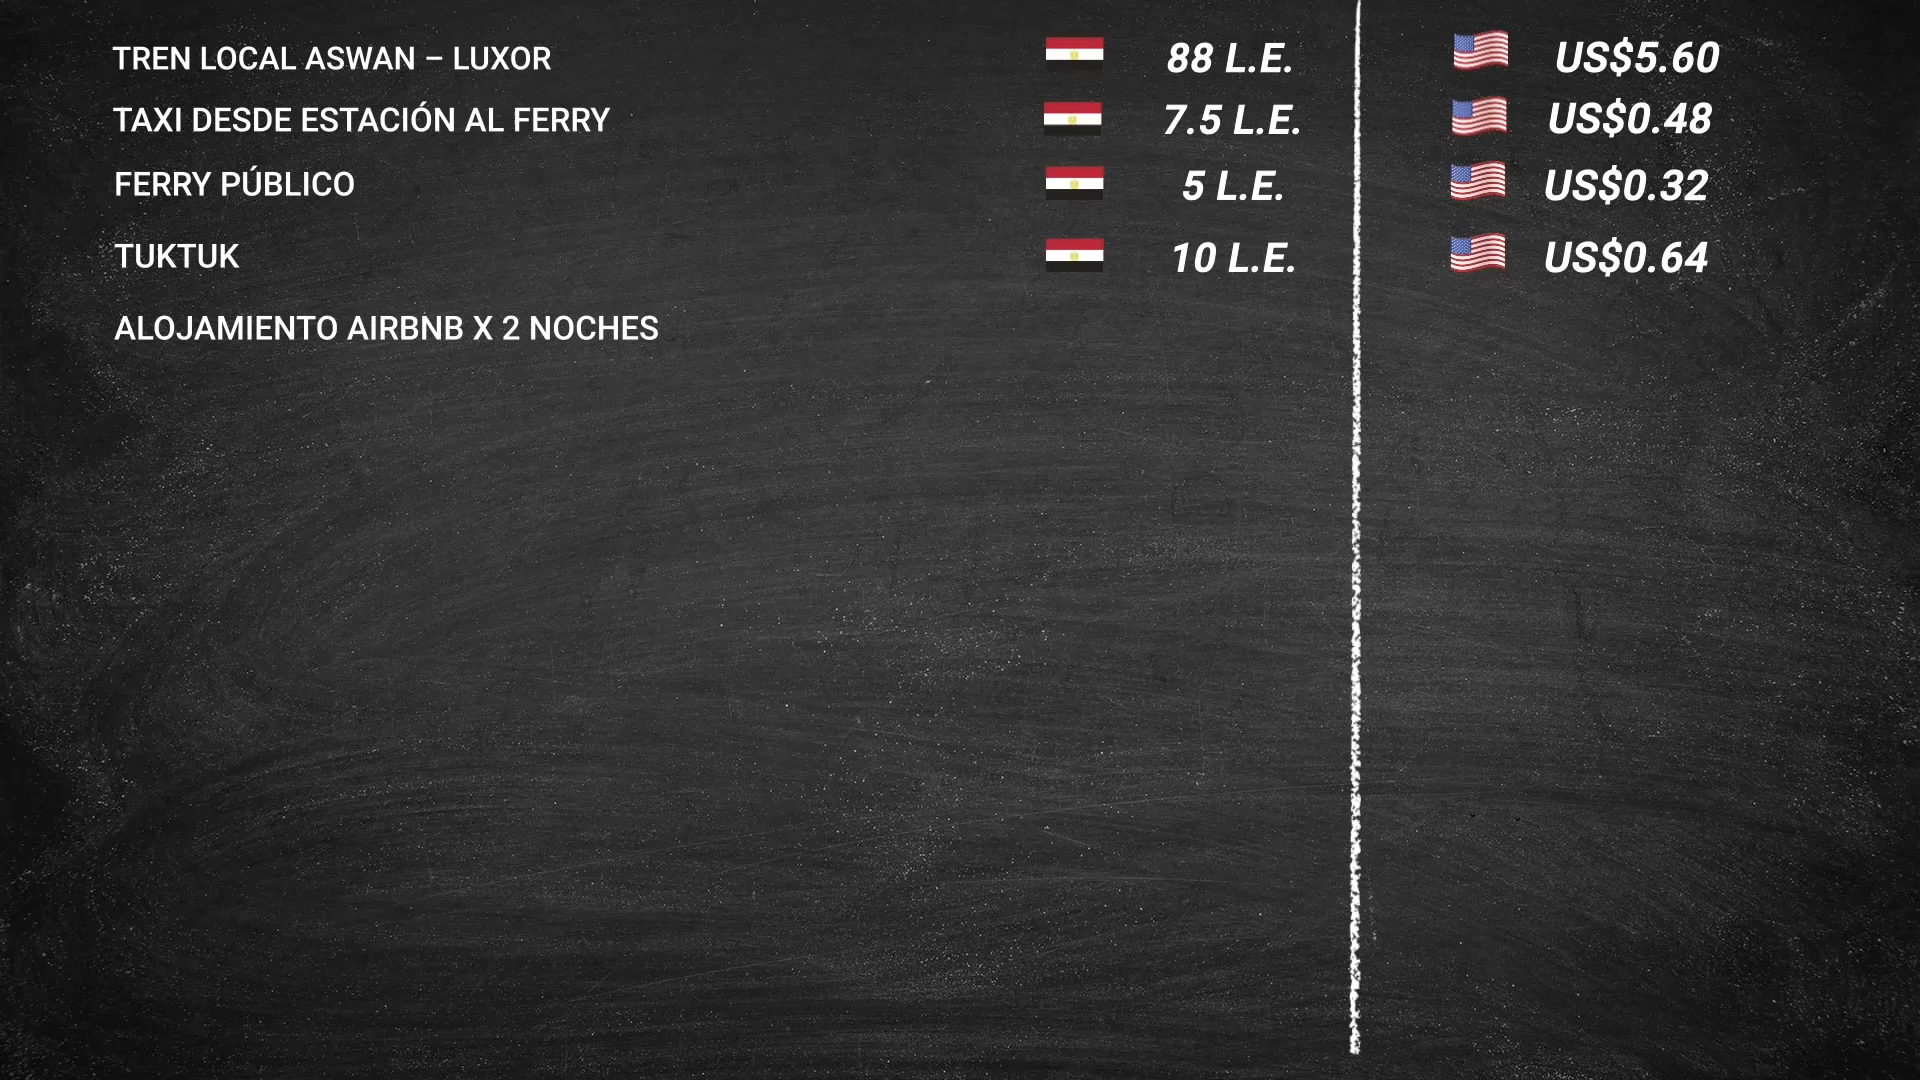 TREN LOCAL ASWAN – LUXOR 88 L.E. US$5.60
TAXI DESDE ESTACIÓN AL FERRY 7.5 L.E. US$0.48
FERRY PÚBLICO 5 L.E. US$0.32
TUKTUK 10 L.E. US$0.64
ALOJAMIENTO AIRBNB X 2 NOCHES